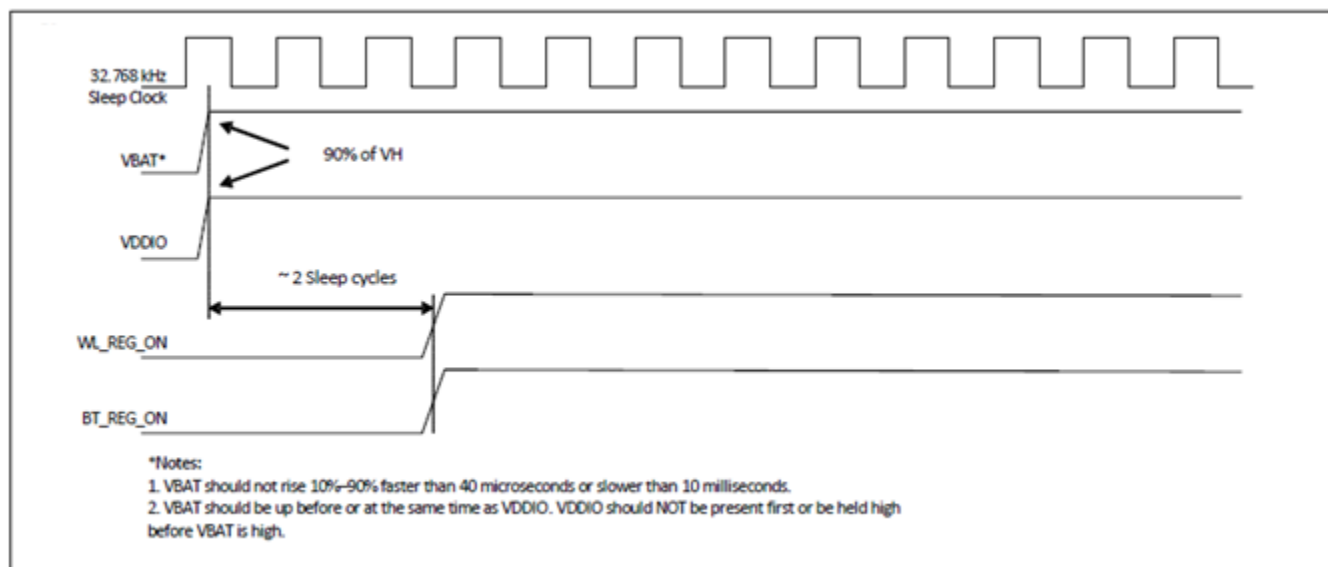 32.768 kHz
Sleep Clock
VBAT*
90% of VH
VDDIO
~ 2 Sleep cycles
WL_REG_ON
BT_REG_ON
*Notes:
1. VBAT should not rise 10%–90% faster than 40 microseconds or slower than 10 milliseconds.
2. VBAT should be up before or at the same time as VDDIO. VDDIO should NOT be present first or be held high
before VBAT is high.